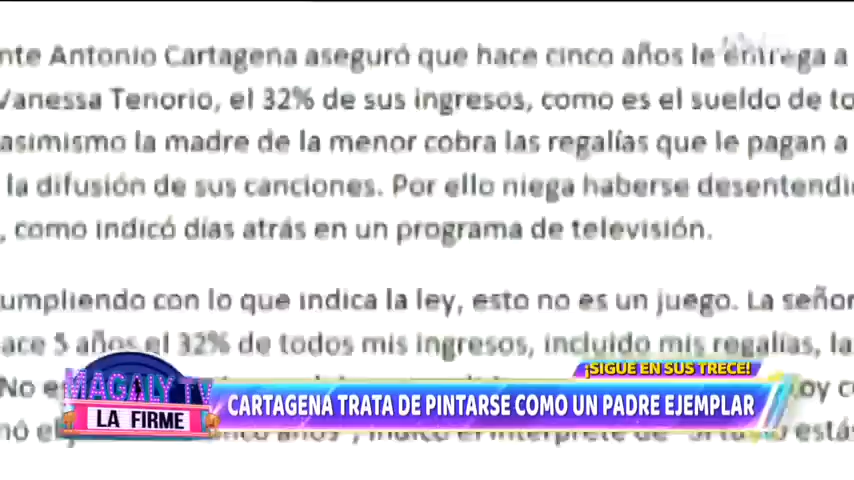 nte Antonio Cartagena aseguró que hace cinco años le entrega a
Vanessa Tenorio, el 32% de sus ingresos, como es el sueldo de to
asimismo la madre de la menor cobra las regalías que le pagan a
la difusión de sus canciones. Por ello niega haberse desentendi
, como indicó días atrás en un programa de televisión.
umpliendo con lo que indica la ley, esto no es un juego. La señor
ace 5 años el 32% de todos mis ingresos, incluido mis regalías, la
¡SIGUE EN SUS TRECE!
No
MAGALY TV
LA FIRME
CARTAGENA TRATA DE PINTARSE COMO UN PADRE EJEMPLAR